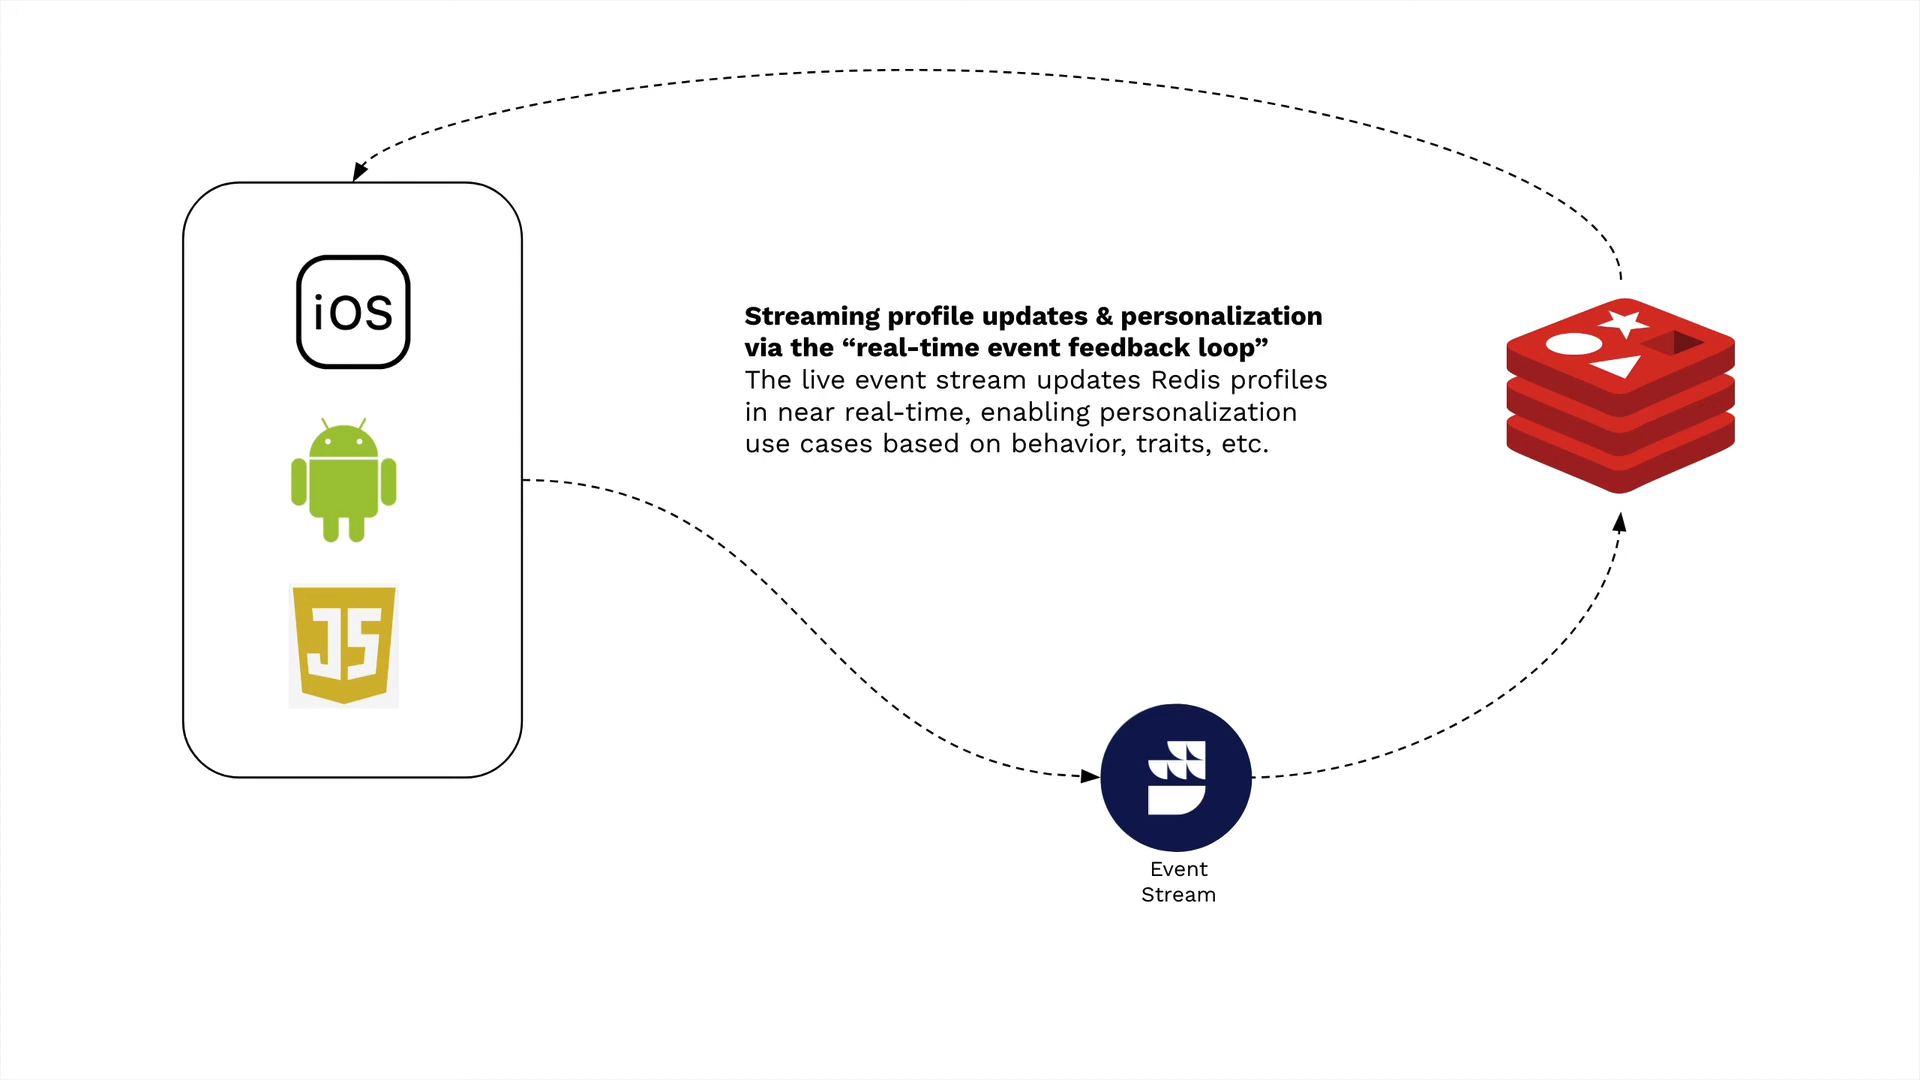 iOS
Streaming profile updates & personalization
via the “real-time event feedback loop”
The live event stream updates Redis profiles
in near real-time, enabling personalization
use cases based on behavior, traits, etc.
JS
Event
Stream